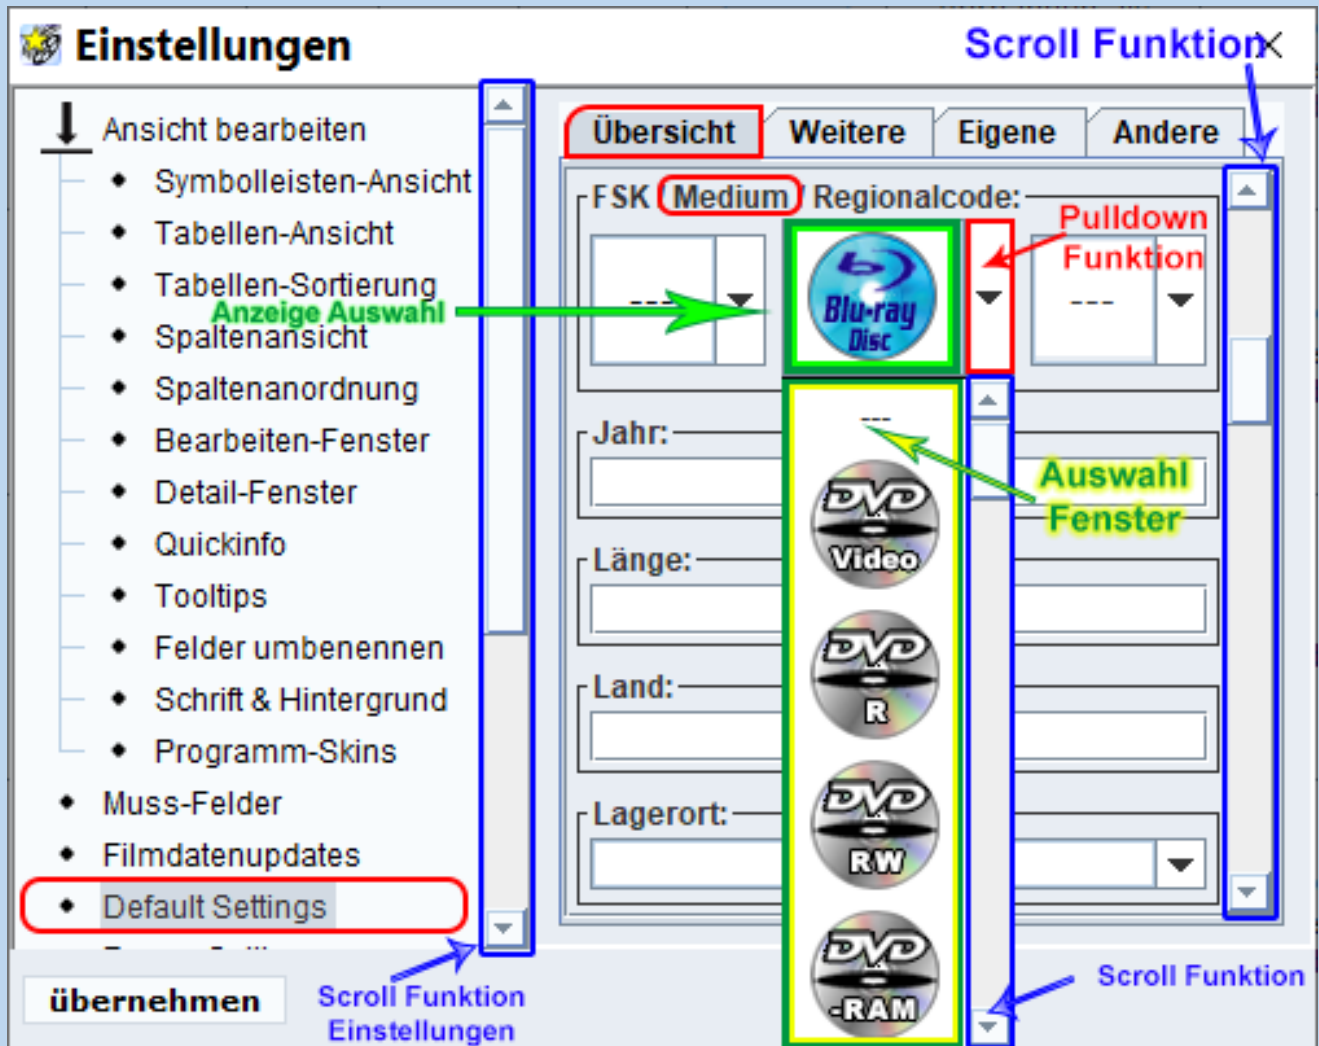 Einstellungen
Scroll Funktion
Ansicht bearbeiten
Symbolleisten-Ansicht
Tabellen-Ansicht
Tabellen-Sortierung
Anzeige Auswahl
Spaltenansicht
Spaltenanordnung
Bearbeiten-Fenster
Detail-Fenster
Quickinfo
Tooltips
Felder umbenennen
Schrift & Hintergrund
Programm-Skins
Muss-Felder
Filmdatenupdates
Default Settings
übernehmen
Scroll Funktion
Einstellungen
Übersicht Weitere Eigene Andere
FSK / Medium / Regionalcode:
Pulldown
Funktion
---
Blu-ray
Disc
---
---
Auswahl
Fenster
DVD
Video
DVD
R
DVD
RW
DVD
-RAM
Jahr:
Länge:
Land:
Lagerort:
Scroll Funktion